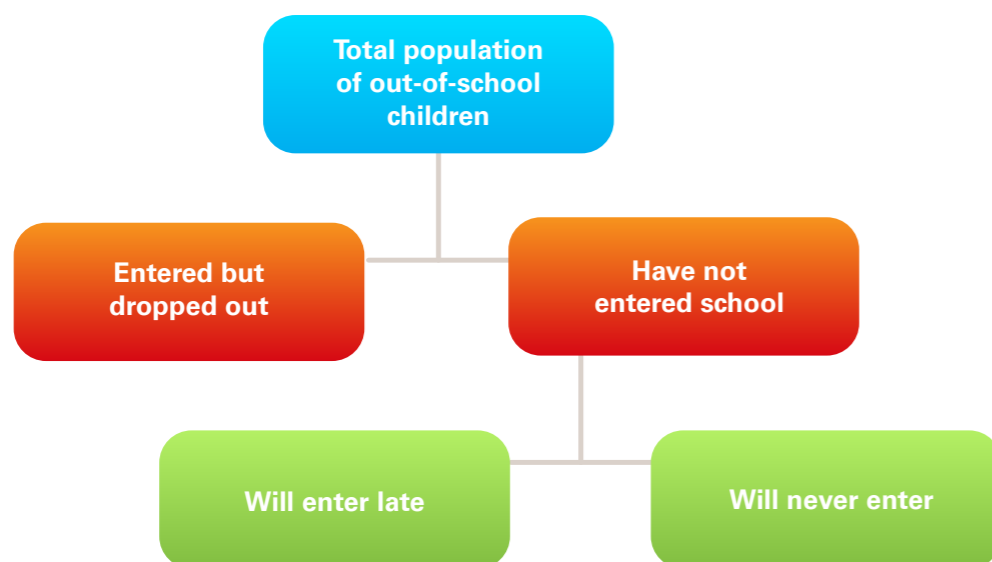 Total population
of out-of-school
children
Entered but
dropped out
Have not
entered school
Will enter late
Will never enter